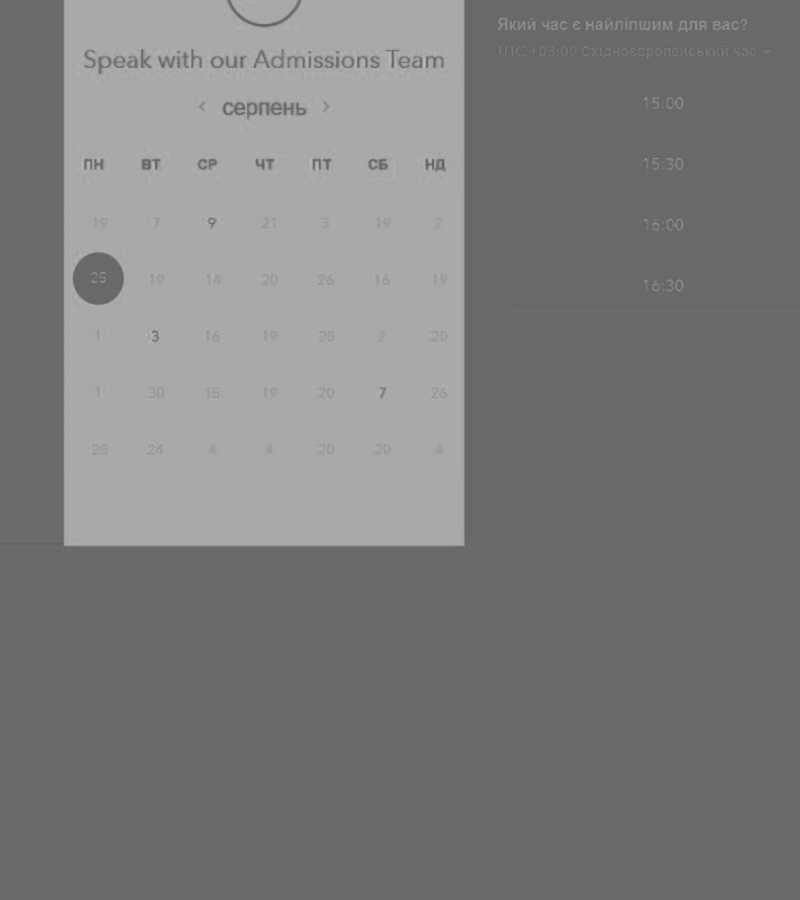 Speak with our Admissions Team
< серпень >
ПН ВТ СР ЧТ ПТ СБ НД
19 7 9 21 3 19 2
25 19 14 20 26 16 19
1 3 16 19 28 2 20
1 30 15 19 20 7 26
28 24 4 4 20 20 4
Який час є найліпшим для вас?
UTC +03:00 Східноєвропейський час
15:00
15:30
16:00
16:30